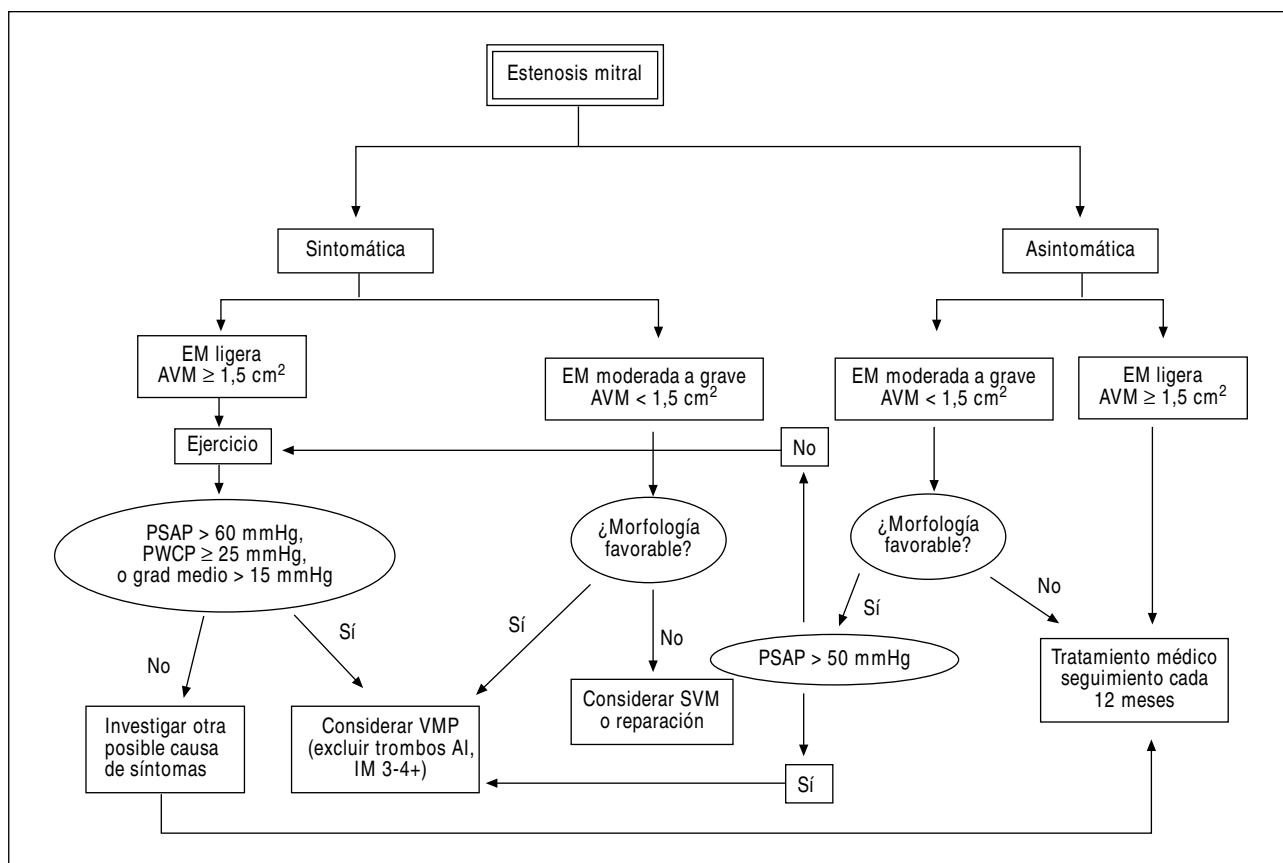 Estenosis mitral
Sintomática
Asintomática
EM ligera
AVM ≥ 1,5 cm²
EM moderada a grave
AVM < 1,5 cm²
EM moderada a grave
AVM < 1,5 cm²
EM ligera
AVM ≥ 1,5 cm²
Ejercicio
No
PSAP > 60 mmHg,
PWCP ≥ 25 mmHg,
o grad medio > 15 mmHg
¿Morfología
favorable?
¿Morfología
favorable?
No
Sí
Sí
No
Sí
No
PSAP > 50 mmHg
Tratamiento médico
seguimiento cada
12 meses
Investigar otra
posible causa
de síntomas
Considerar VMP
(excluir trombos AI,
IM 3-4+)
Considerar SVM
o reparación
Sí